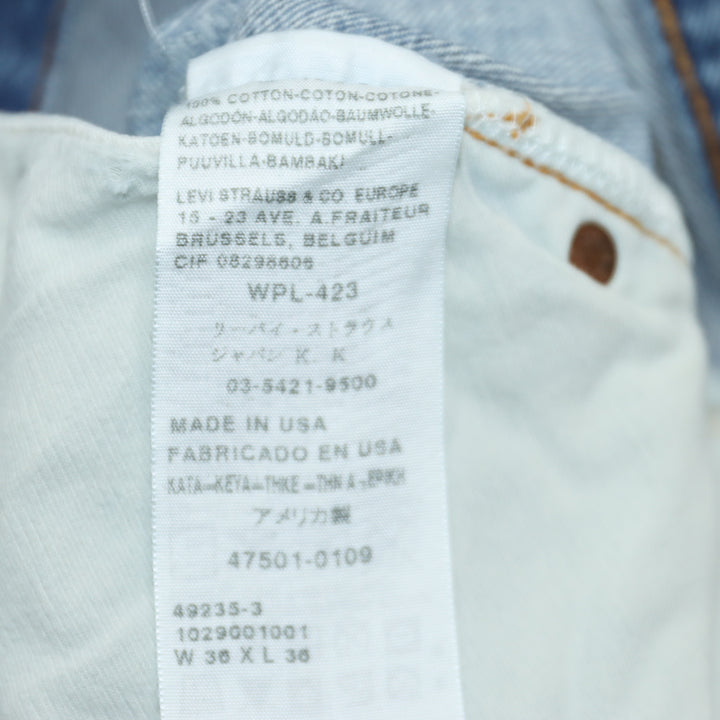 100% COTTON-COTON-COTONE-
ALGODÓN-ALGODAO-BAUMWOLLE-
KATOEN-BOMULD-BOMULL-
PUUVILLA-BAMBAKI
LEVI STRAUSS & CO. EUROPE
15 - 23 AVE. A.FRAITEUR
BRUSSELS, BELGUIM
CIF 08298606
WPL-423
リーバイ・ストラウス
ジャパン K. K
03-5421-9500
MADE IN USA
FABRICADO EN USA
アメリカ製
47501-0109
49235-3
1029001001
W 36 X L 36